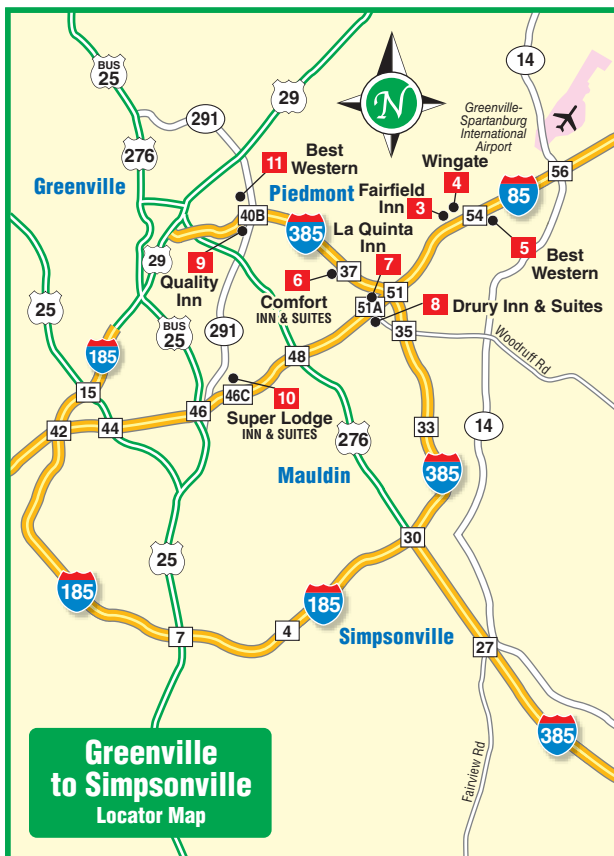 BUS
25
29
14
291
N
Greenville-
Spartanburg
International
Airport
276
11
Best
Western
Wingate
56
Greenville
Piedmont
Fairfield
Inn
3
4
85
40B
385
54
La Quinta
Inn
5
Best
Western
29
9
Quality
Inn
6
37
7
51
Comfort
INN & SUITES
51A
8
Drury Inn & Suites
25
BUS
25
291
35
Woodruff Rd
185
48
15
10
46C
46
Super Lodge
INN & SUITES
42
44
276
33
14
Mauldin
385
30
25
185
185
7
4
Simpsonville
27
385
Fairview Rd
Greenville
to Simpsonville
Locator Map